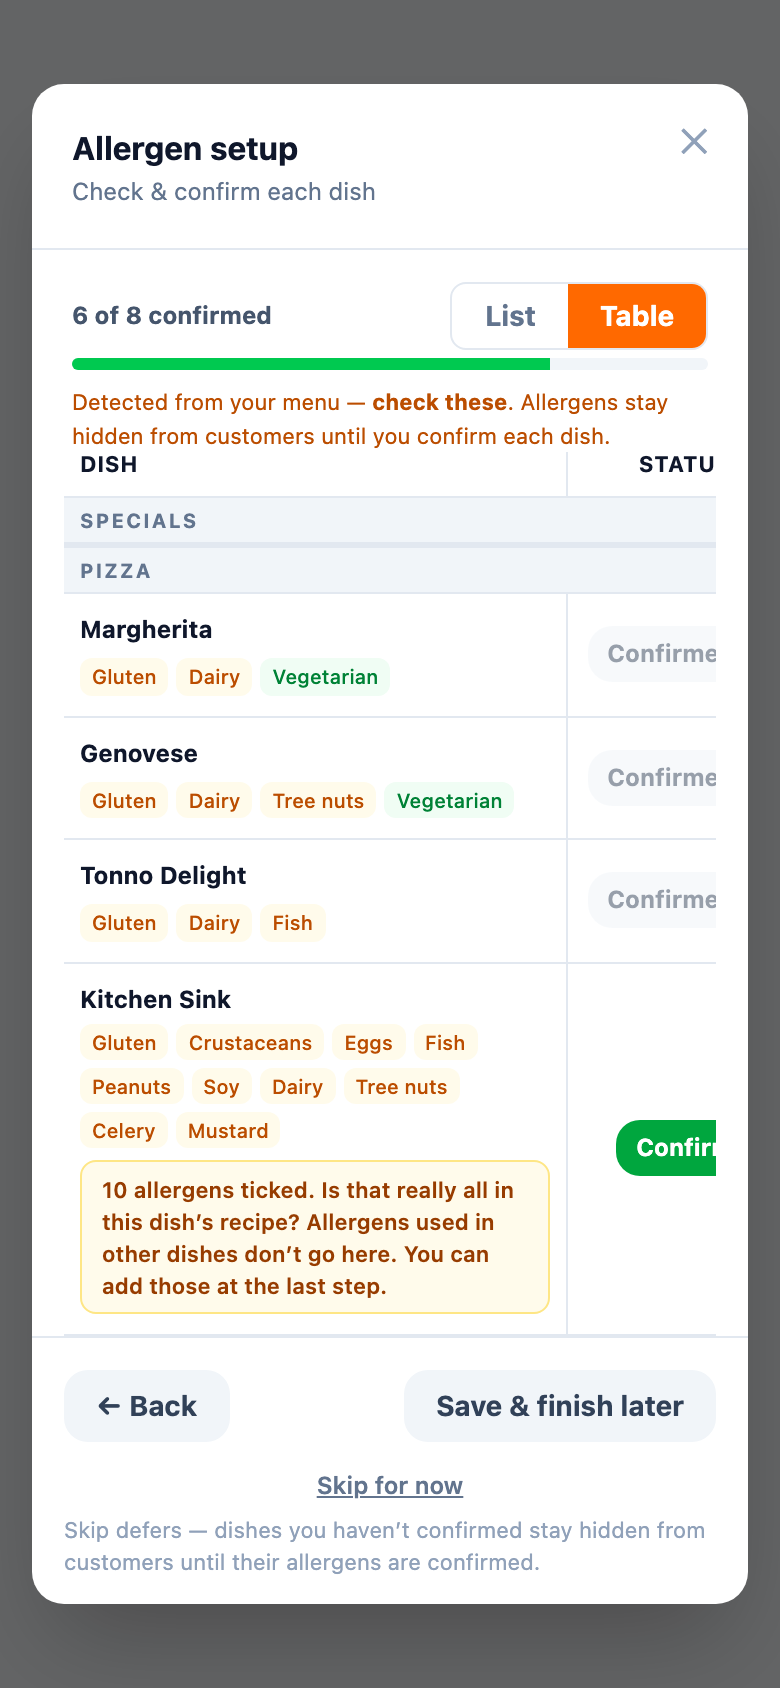 Allergen setup
Check & confirm each dish
6 of 8 confirmed
List
Table
Detected from your menu — check these. Allergens stay
hidden from customers until you confirm each dish.
DISH
STATU
SPECIALS
PIZZA
Margherita
Gluten Dairy Vegetarian
Confirme
Genovese
Gluten Dairy Tree nuts Vegetarian
Confirme
Tonno Delight
Gluten Dairy Fish
Confirme
Kitchen Sink
Gluten Crustaceans Eggs Fish
Peanuts Soy Dairy Tree nuts
Celery Mustard
Confir
10 allergens ticked. Is that really all in
this dish’s recipe? Allergens used in
other dishes don’t go here. You can
add those at the last step.
← Back
Save & finish later
Skip for now
Skip defers — dishes you haven’t confirmed stay hidden from
customers until their allergens are confirmed.